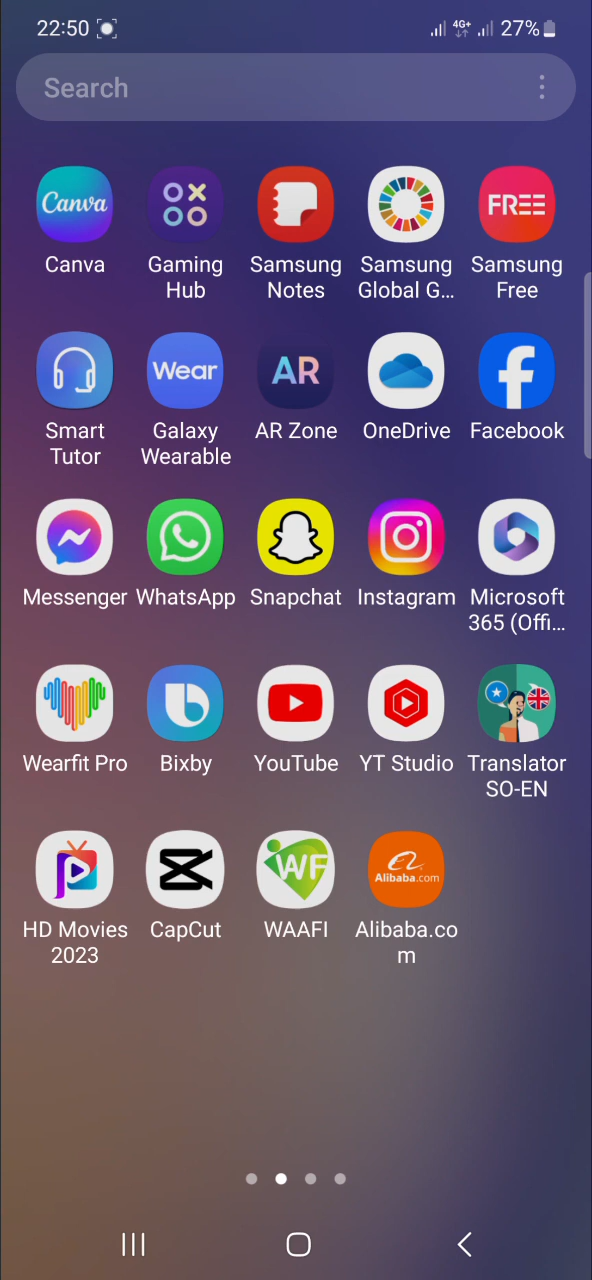 22:50 4G+ 27%
Search
Canva FREE
Canva Gaming Samsung Samsung Samsung
Hub Notes Global G... Free
Wear AR
Smart Galaxy AR Zone OneDrive Facebook
Tutor Wearable
Messenger WhatsApp Snapchat Instagram Microsoft
365 (Offi...
Wearfit Pro Bixby YouTube YT Studio Translator
SO-EN
WF Alibaba.com
HD Movies CapCut WAAFI Alibaba.co
2023 m